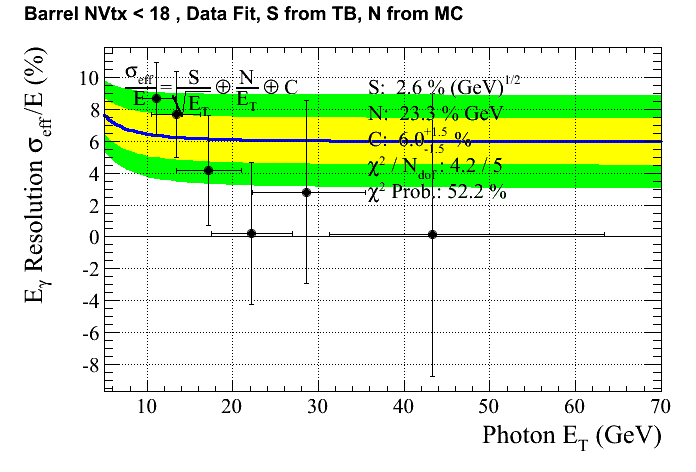 Barrel NVtx < 18 , Data Fit, S from TB, N from MC
Eγ Resolution σeff/E (%)
σeff/E = S/√ET ⊕ N/ET ⊕ C
S: 2.6 % (GeV)1/2
N: 23.3 % GeV
C: 6.0 +1.5 -1.5 %
χ2 / Ndof: 4.2 / 5
χ2 Prob.: 52.2 %
10
8
6
4
2
0
-2
-4
-6
-8
10 20 30 40 50 60 70
Photon ET (GeV)